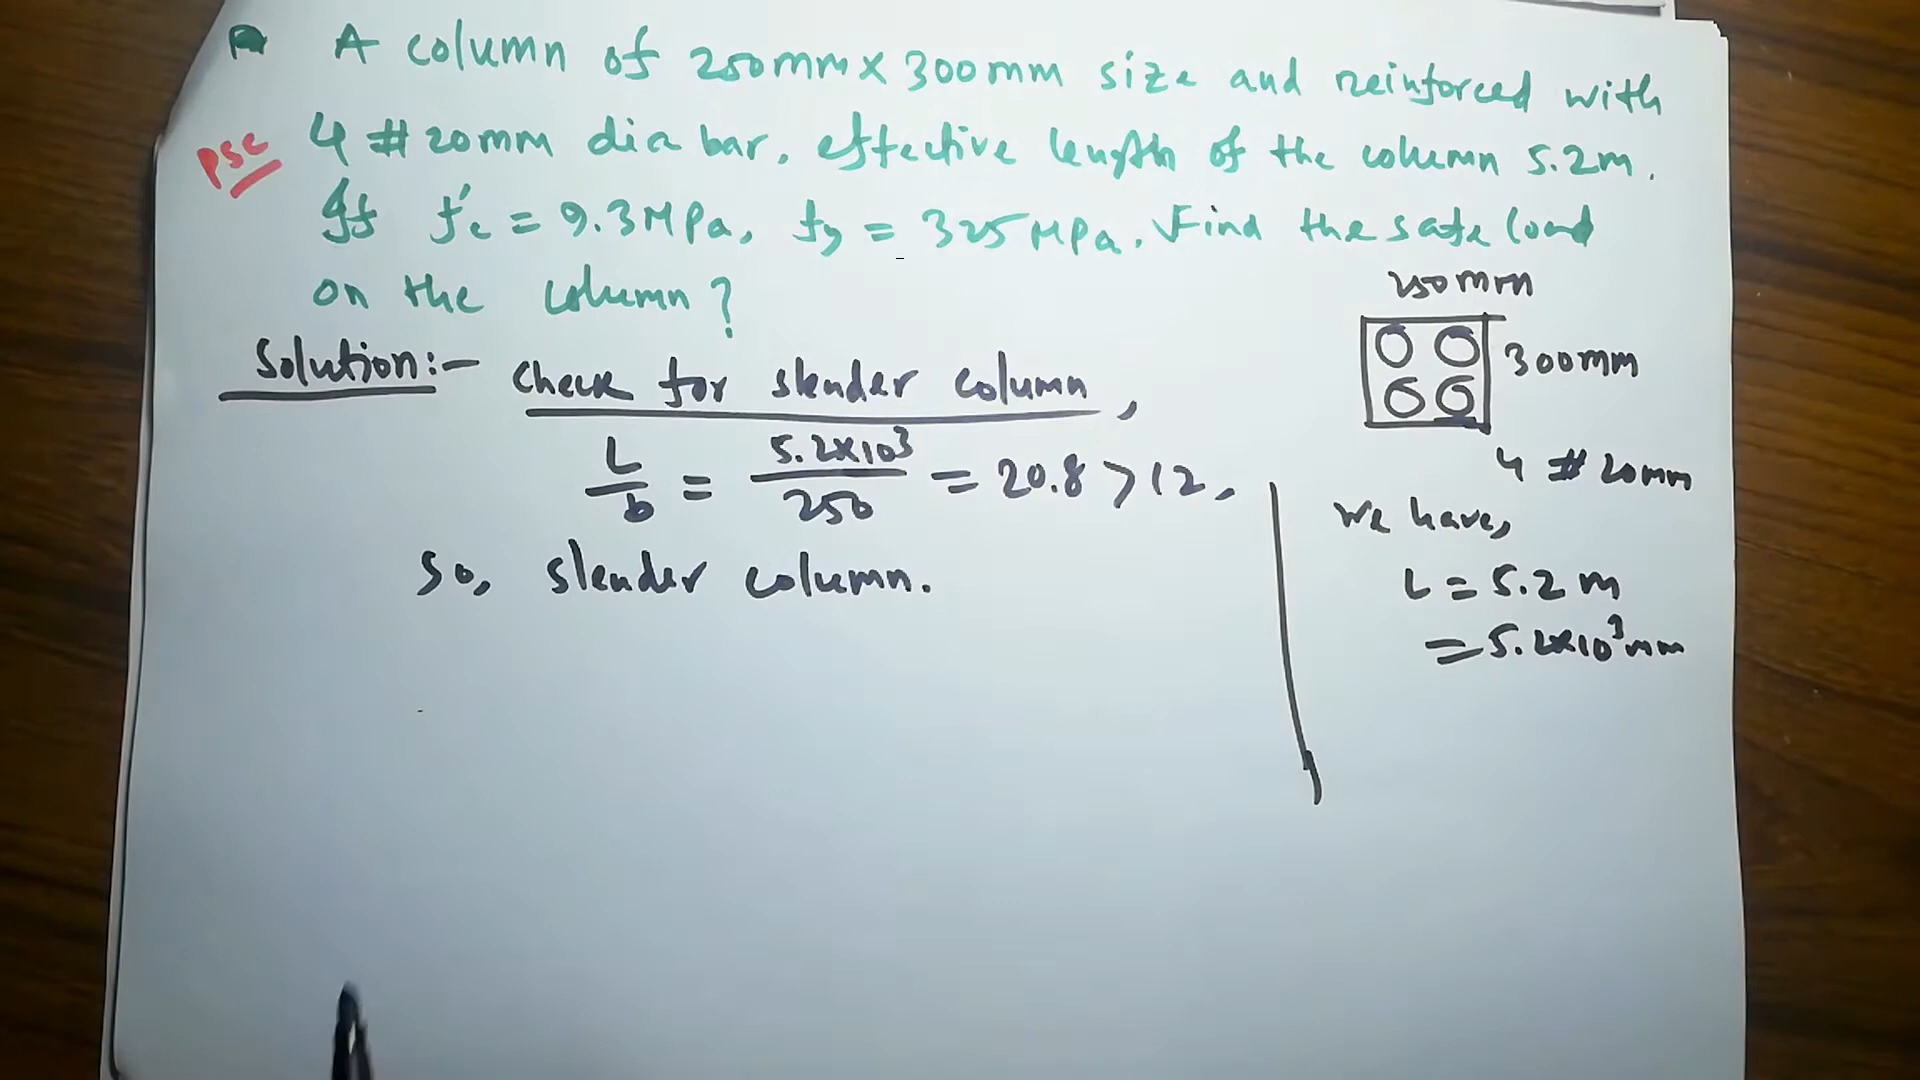 A column of 250mm x 300mm size and reinforced with
psc
4 # 20mm dia bar. effective length of the column 5.2m.
If f'c = 9.3MPa, fy = 325MPa. Find the safe load
on the column?
250mm
300mm
4 # 20mm
Solution:- Check for slender column,
L/b = 5.2x10³/250 = 20.8 > 12,
So, slender column.
We have,
L = 5.2 m
= 5.2x10³mm